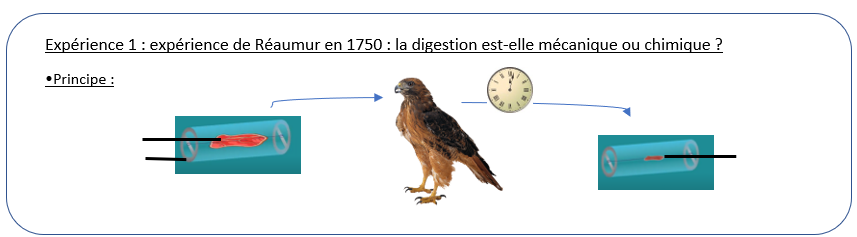 Expérience 1 : expérience de Réaumur en 1750 : la digestion est-elle mécanique ou chimique ?
•Principe :